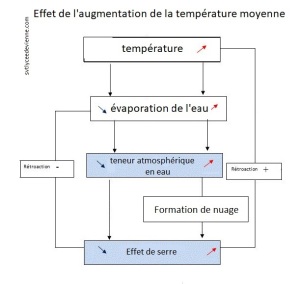 Effet de l'augmentation de la température moyenne
svtlyceedevienne.com
température
évaporation de l'eau
teneur atmosphérique
en eau
Rétroaction -
Rétroaction +
Formation de nuage
Effet de serre